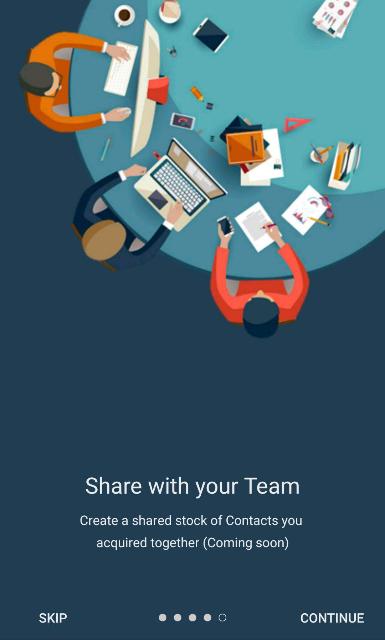 Share with your Team
Create a shared stock of Contacts you
acquired together (Coming soon)
SKIP
CONTINUE